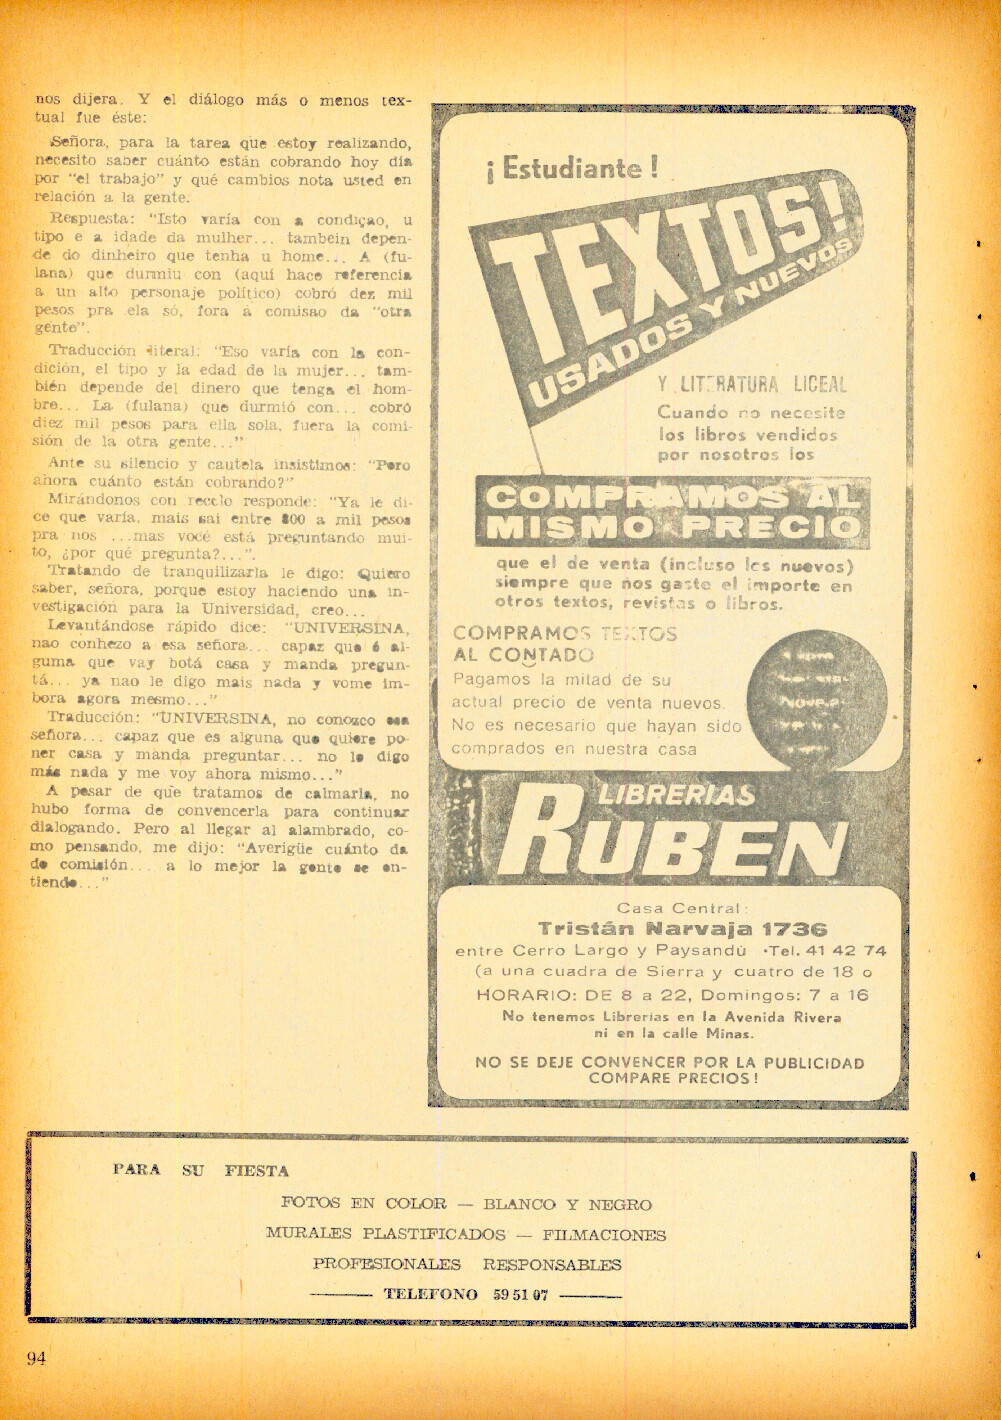 nos dijera. Y el diálogo más o menos tex-
tual fue éste:
Señora, para la tarea que estoy realizando,
necesito saber cuánto están cobrando hoy día
por "el trabajo" y qué cambios nota usted en
relación a la gente.
Respuesta: "Isto varía con a condiçao, u
tipo e a idade da mulher... tambein depen-
de do dinheiro que tenha u home... A (fu-
lana) que durmiu con (aquí hace referencia
a un alto personaje político) cobró dez mil
pesos pra ela só, fora a comisao da "otra
gente".
Traducción literal: "Eso varía con la con-
dición, el tipo y la edad de la mujer... tam-
bién depende del dinero que tenga el hom-
bre... La (fulana) que durmió con... cobró
diez mil pesos para ella sola, fuera la comi-
sión de la otra gente..."
Ante su silencio y cautela insistimos: "Pero
ahora cuánto están cobrando?"
Mirándonos con recelo responde: "Ya le di-
ce que varía, mais sai entre 800 a mil pesos
pra nos ...mas vocé está preguntando mui-
to, ¿por qué pregunta?...".
Tratando de tranquilizarla le digo: Quiero
saber, señora, porque estoy haciendo una in-
vestigación para la Universidad, creo...
Levantándose rápido dice: "UNIVERSINA,
nao conhezo a esa señora... capaz que é al-
guma que vay botá casa y manda pregun-
tá... ya nao le digo mais nada y vome im-
bora agora mesmo..."
Traducción: "UNIVERSINA, no conozco esa
señora... capaz que es alguna que quiere po-
ner casa y manda preguntar... no le digo
más nada y me voy ahora mismo..."
A pesar de que tratamos de calmarla, no
hubo forma de convencerla para continuar
dialogando. Pero al llegar al alambrado, co-
mo pensando, me dijo: "Averigüe cuánto da
de comisión... a lo mejor la gente se en-
tiende..."
¡Estudiante!
TEXTOS!
USADOS Y NUEVOS
Y LITERATURA LICEAL
Cuando no necesite
los libros vendidos
por nosotros los
COMPRAMOS AL
MISMO PRECIO
que el de venta (incluso los nuevos)
siempre que nos gaste el importe en
otros textos, revistas o libros.
COMPRAMOS TEXTOS
AL CONTADO
Pagamos la mitad de su
actual precio de venta nuevos.
No es necesario que hayan sido
comprados en nuestra casa
LIBRERIAS
RUBEN
Casa Central:
Tristán Narvaja 1736
entre Cerro Largo y Paysandú •Tel. 41 42 74
(a una cuadra de Sierra y cuatro de 18 o
HORARIO: DE 8 a 22, Domingos: 7 a 16
No tenemos Librerías en la Avenida Rivera
ni en la calle Minas.
NO SE DEJE CONVENCER POR LA PUBLICIDAD
COMPARE PRECIOS!
PARA SU FIESTA
FOTOS EN COLOR — BLANCO Y NEGRO
MURALES PLASTIFICADOS — FILMACIONES
PROFESIONALES RESPONSABLES
TELEFONO 59 51 07
94